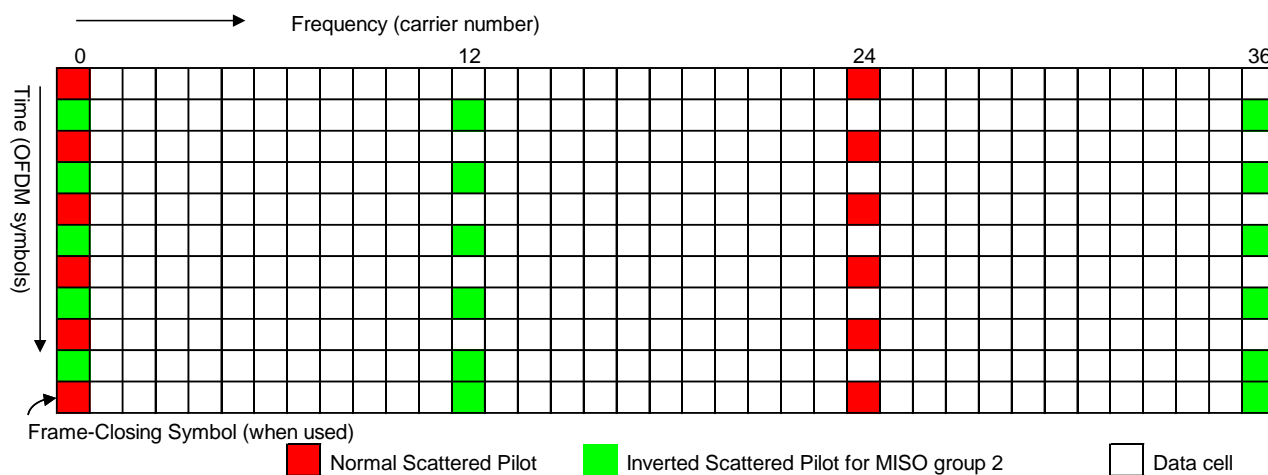 Frequency (carrier number)
0 12 24 36
Time (OFDM symbols)
Frame-Closing Symbol (when used)
Normal Scattered Pilot Inverted Scattered Pilot for MISO group 2 Data cell